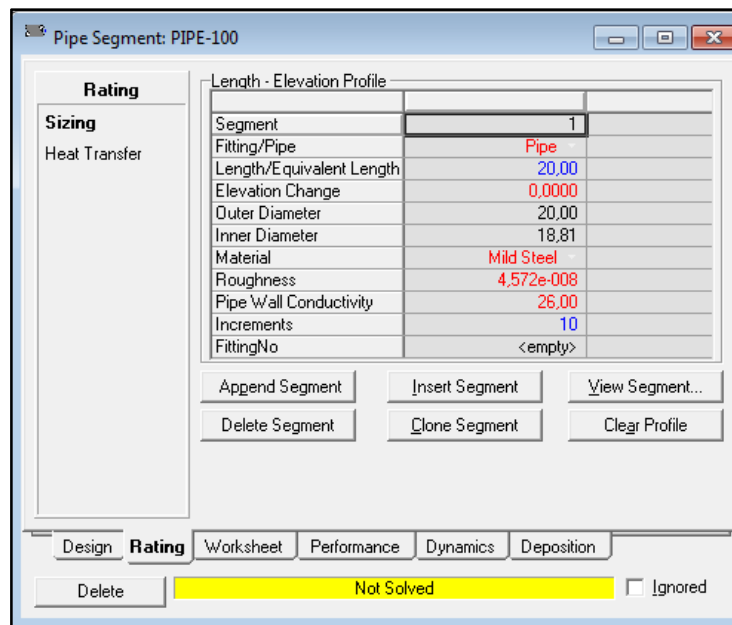 Pipe Segment: PIPE-100
Rating
Sizing
Heat Transfer
Length - Elevation Profile
Segment 1
Fitting/Pipe Pipe
Length/Equivalent Length 20,00
Elevation Change 0,0000
Outer Diameter 20,00
Inner Diameter 18,81
Material Mild Steel
Roughness 4,572e-008
Pipe Wall Conductivity 26,00
Increments 10
FittingNo <empty>
Append Segment Insert Segment View Segment...
Delete Segment Clone Segment Clear Profile
Design Rating Worksheet Performance Dynamics Deposition
Delete Not Solved Ignored